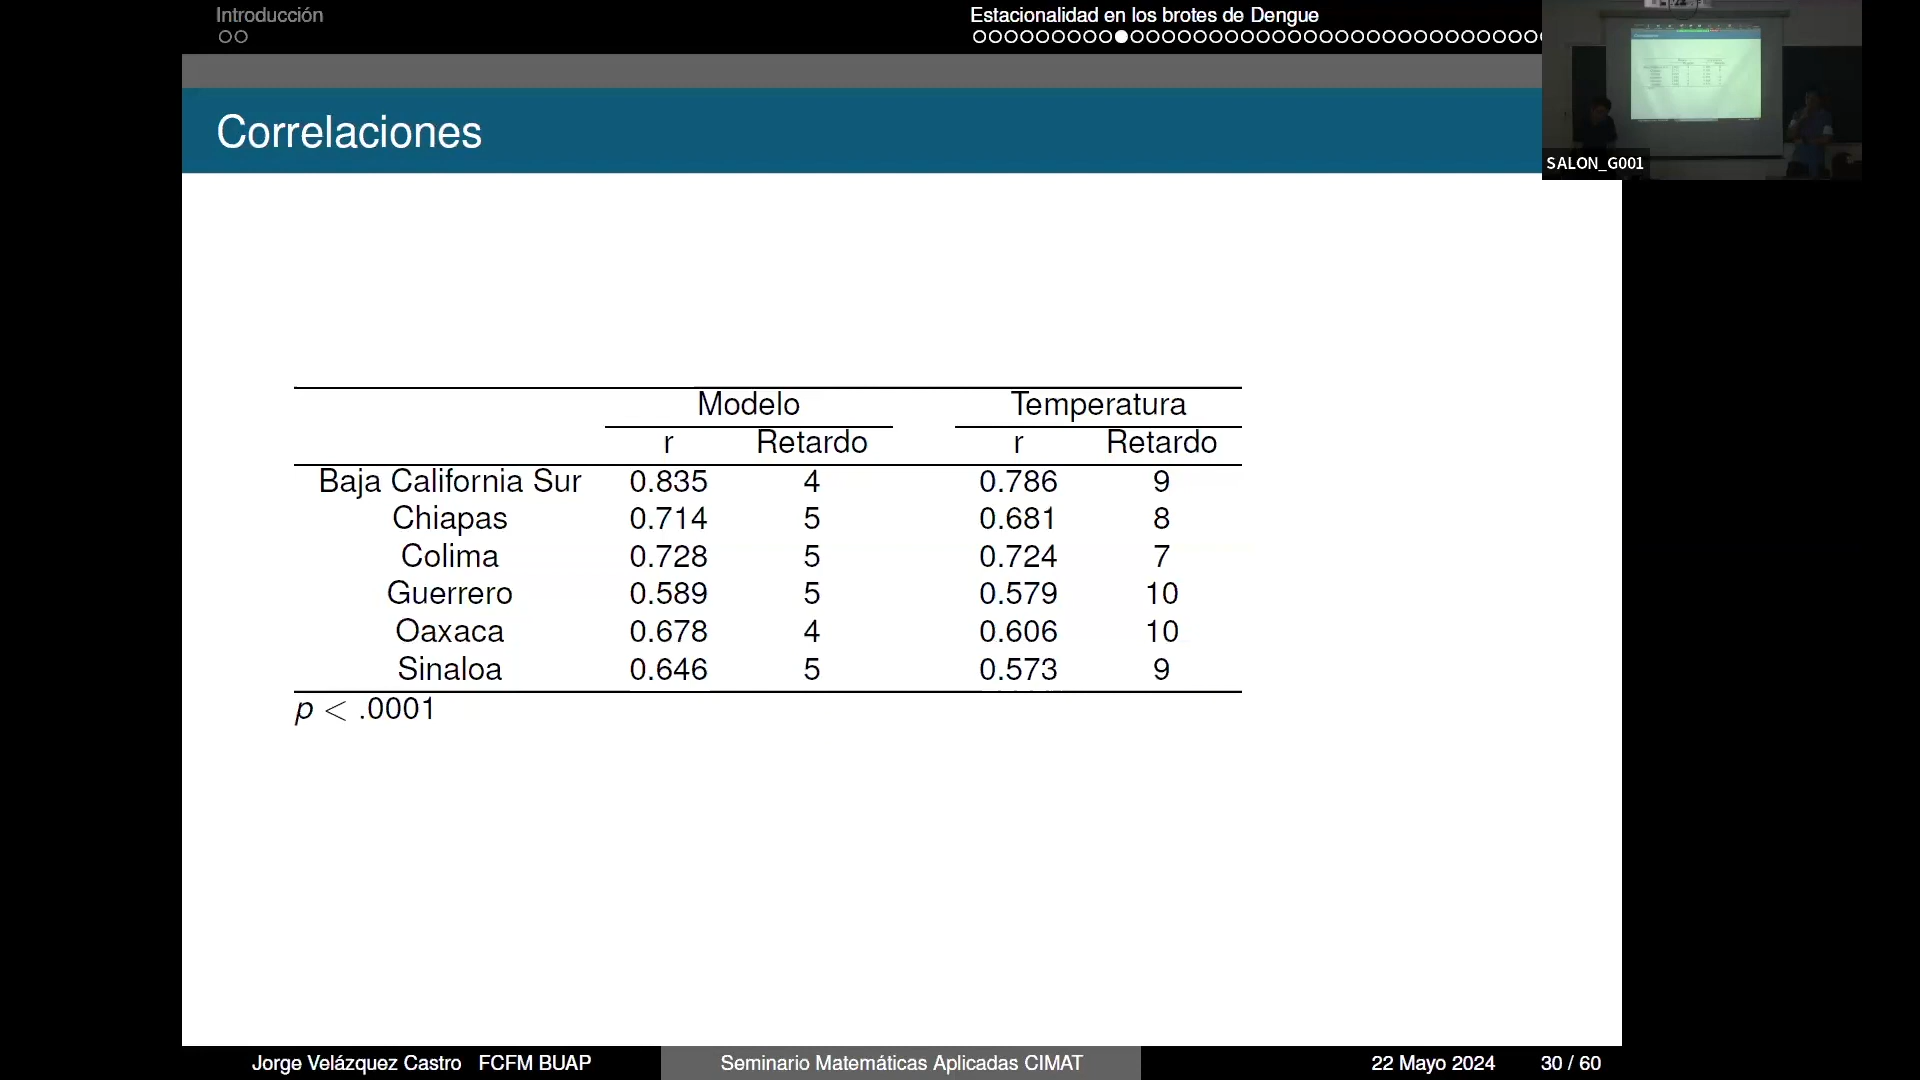 Introducción
Estacionalidad en los brotes de Dengue
Correlaciones
SALON_G001
Modelo Temperatura
r Retardo r Retardo
Baja California Sur 0.835 4 0.786 9
Chiapas 0.714 5 0.681 8
Colima 0.728 5 0.724 7
Guerrero 0.589 5 0.579 10
Oaxaca 0.678 4 0.606 10
Sinaloa 0.646 5 0.573 9
p < .0001
Jorge Velázquez Castro FCFM BUAP Seminario Matemáticas Aplicadas CIMAT 22 Mayo 2024 30 / 60